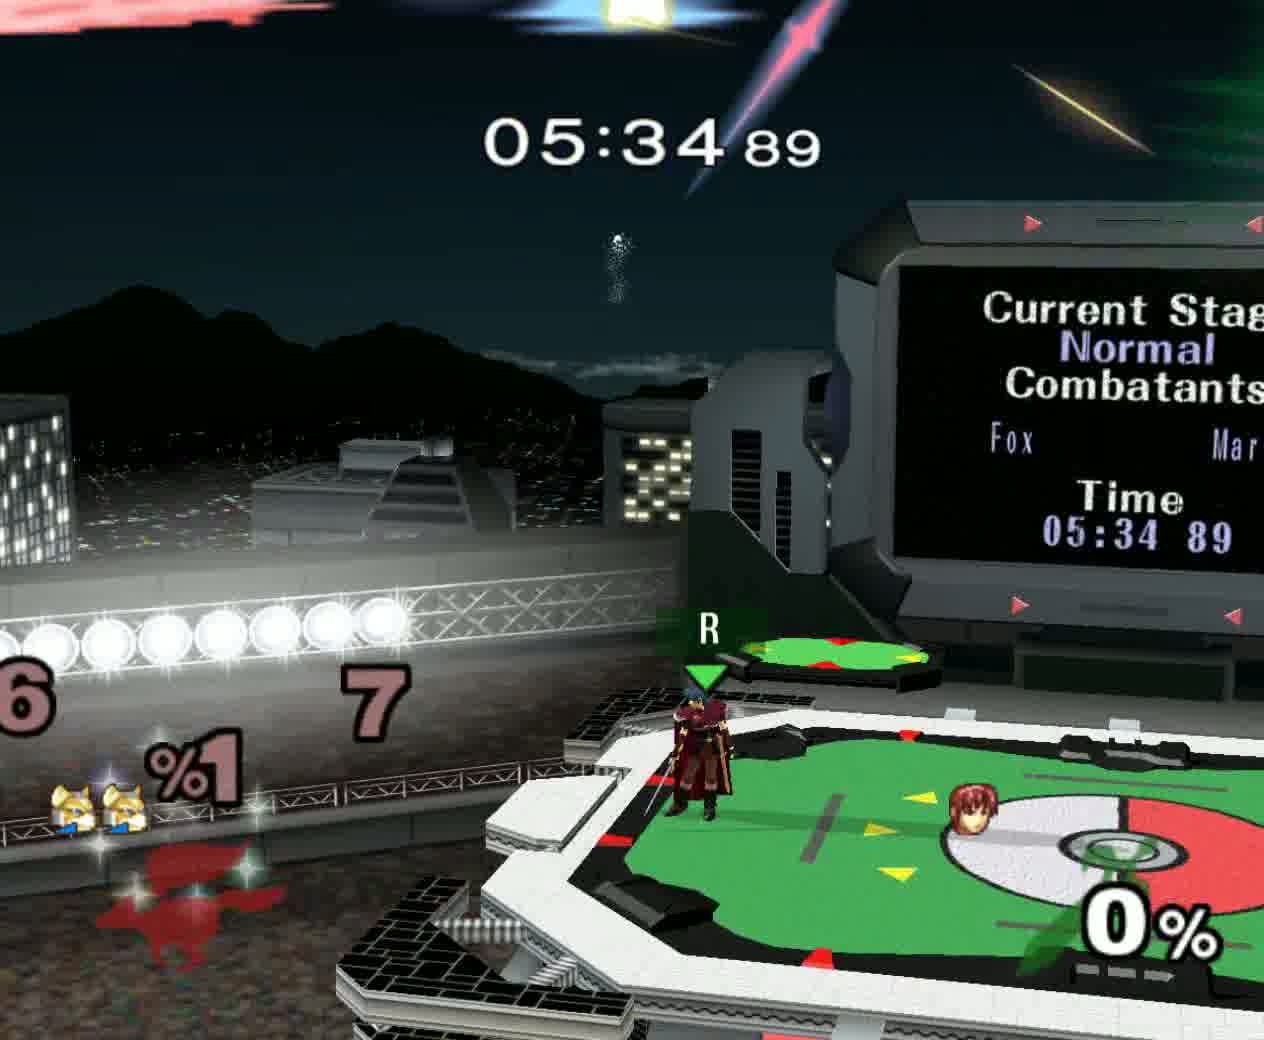 05:34 89
Current Stag
Normal
Combatants
Fox Mar
Time
05:34 89
R
6
7
%1
0%